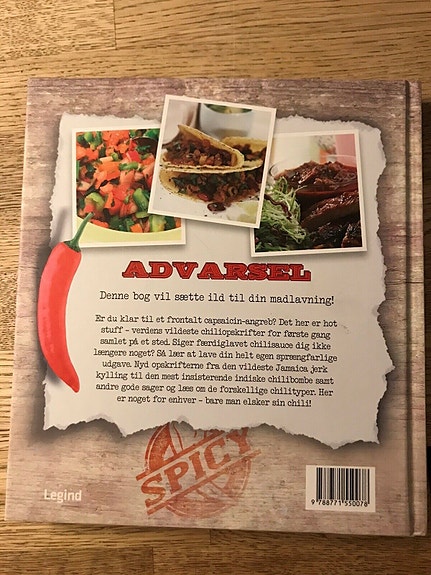 ADVARSEL
Denne bog vil sætte ild til din madlavning!
Er du klar til et frontalt capsaicin-angreb? Det her er hot
stuff - verdens vildeste chiliopskrifter for første gang
samlet på et sted. Siger færdiglavet chilisauce dig ikke
længere noget? Så lær at lave din helt egen sprængfarlige
udgave. Nyd opskrifterne fra den vildeste Jamaica jerk
kylling til den mest insisterende indiske chilibombe samt
andre gode sager og læs om de forskellige chilityper. Her
er noget for enhver - bare man elsker sin chili!
SPICY
Legind
9 788771 550078